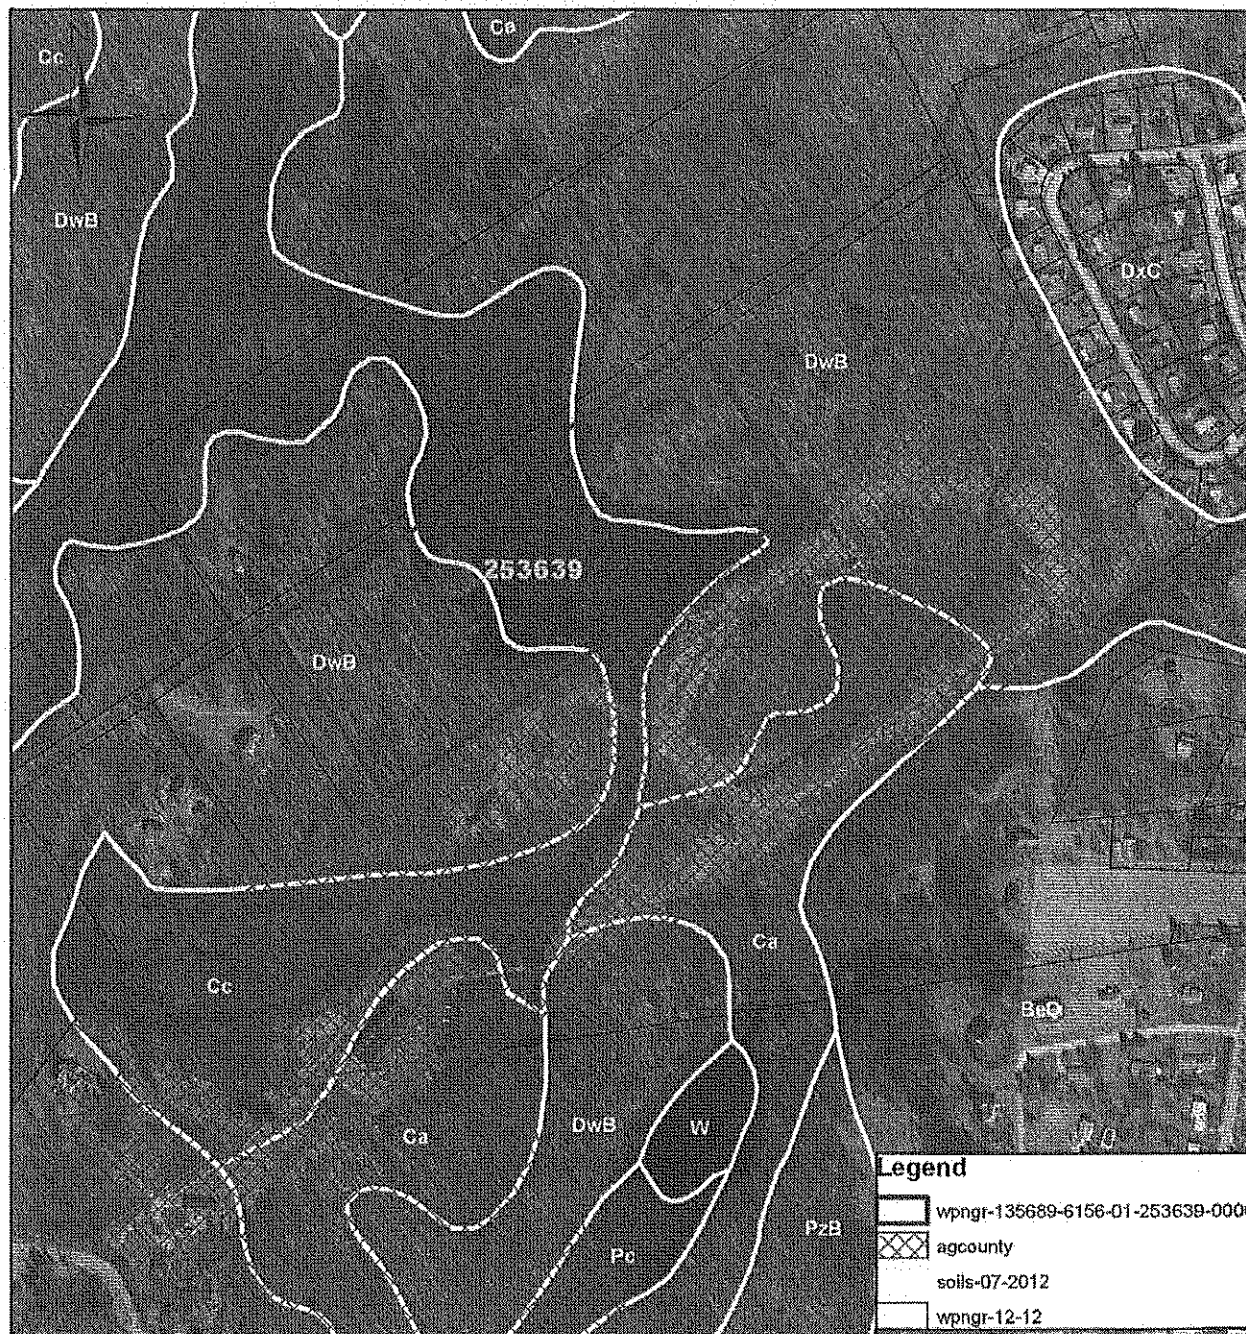 Ca
Cc
DwB
DxC
DwB
253639
DwB
Ca
Cc
BeO
DwB
W
Ca
PzB
Pc
Legend
wpngr-135689-6156-01-253639-000
agcounty
soils-07-2012
wpngr-12-12